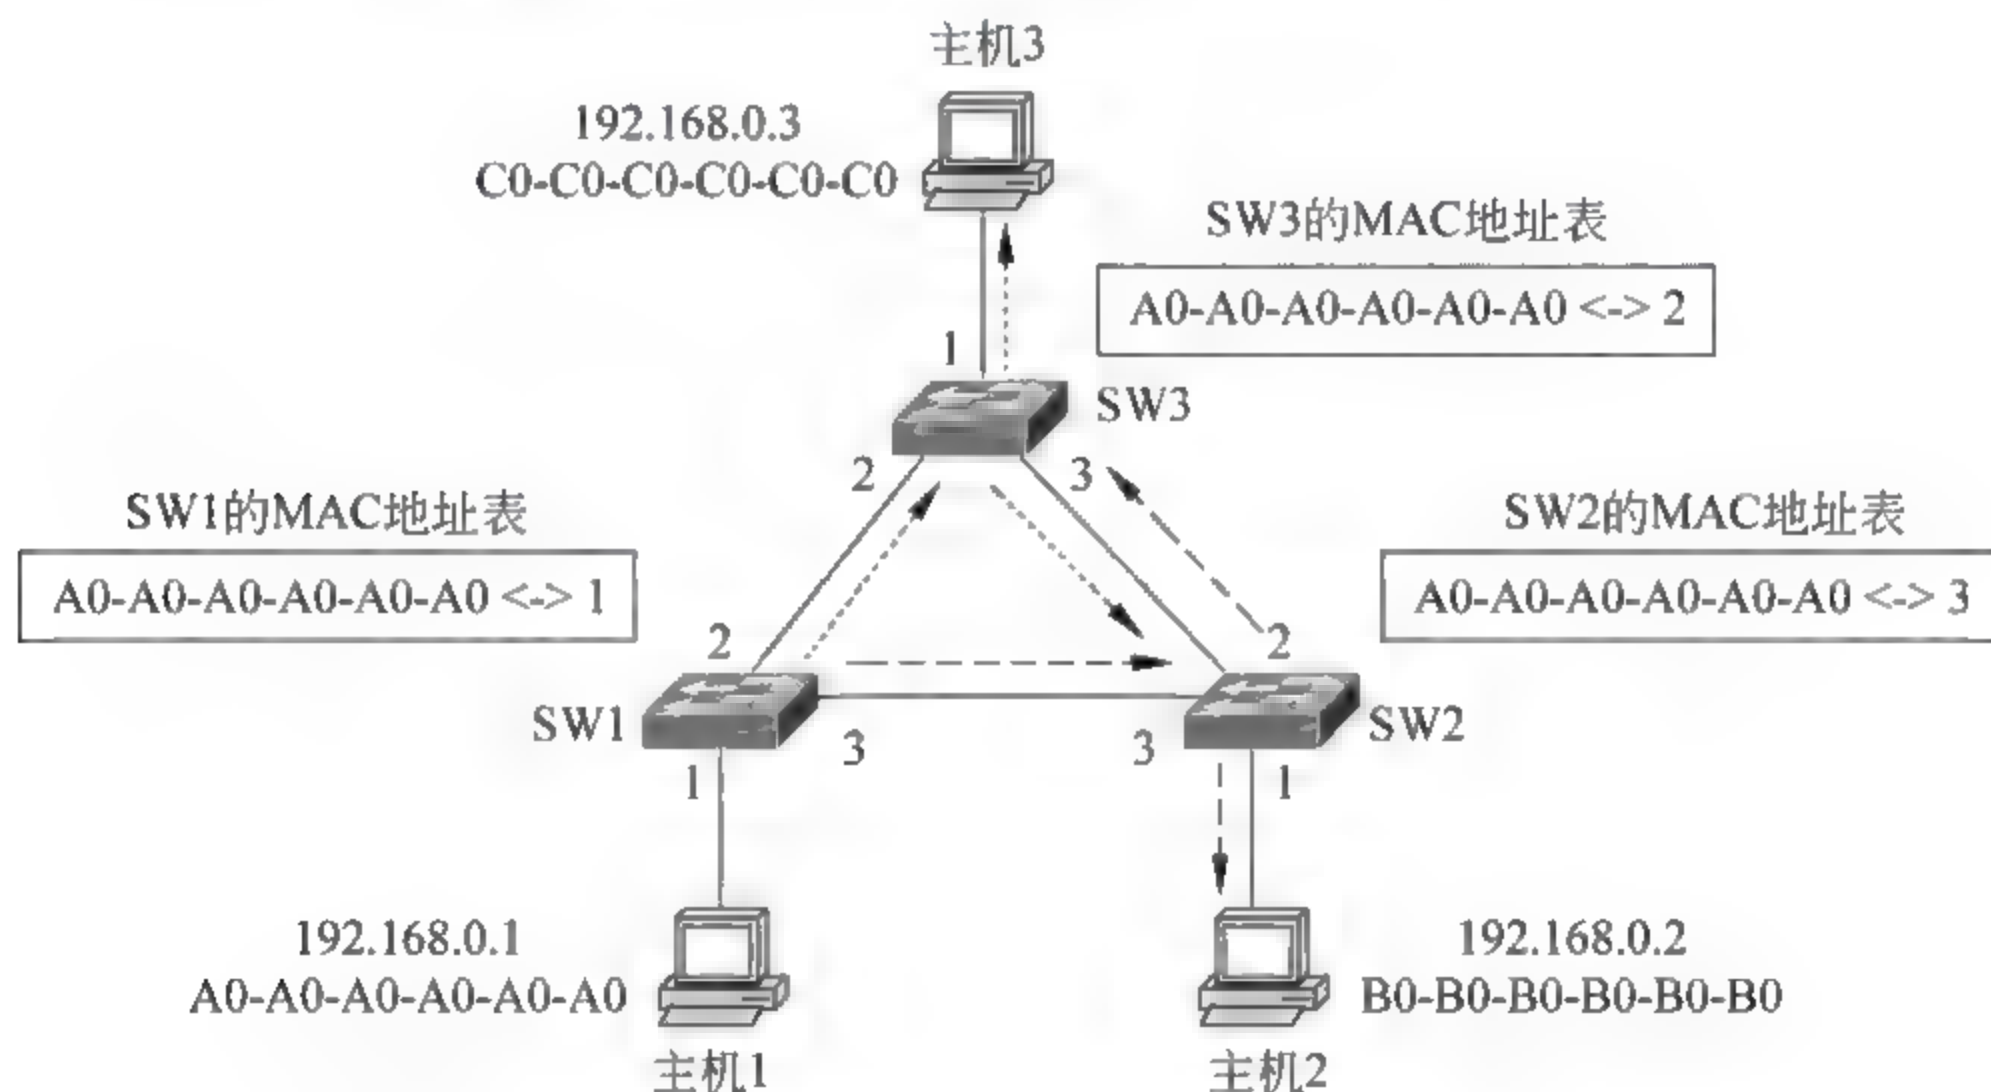 主机3
192.168.0.3
C0-C0-C0-C0-C0-C0
SW3的MAC地址表
A0-A0-A0-A0-A0-A0 <-> 2
1
SW3
2
3
SW1的MAC地址表
A0-A0-A0-A0-A0-A0 <-> 1
SW2的MAC地址表
A0-A0-A0-A0-A0-A0 <-> 3
2
2
SW1
3
3
SW2
1
1
192.168.0.1
A0-A0-A0-A0-A0-A0
主机1
192.168.0.2
B0-B0-B0-B0-B0-B0
主机2